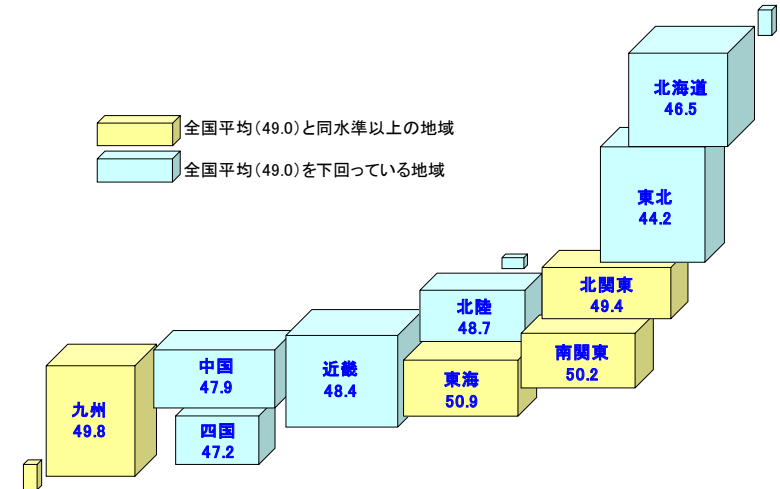 北海道
46.5
全国平均(49.0)と同水準以上の地域
全国平均(49.0)を下回っている地域
東北
44.2
北関東
49.4
北陸
48.7
南関東
50.2
中国
47.9
近畿
48.4
東海
50.9
九州
49.8
四国
47.2